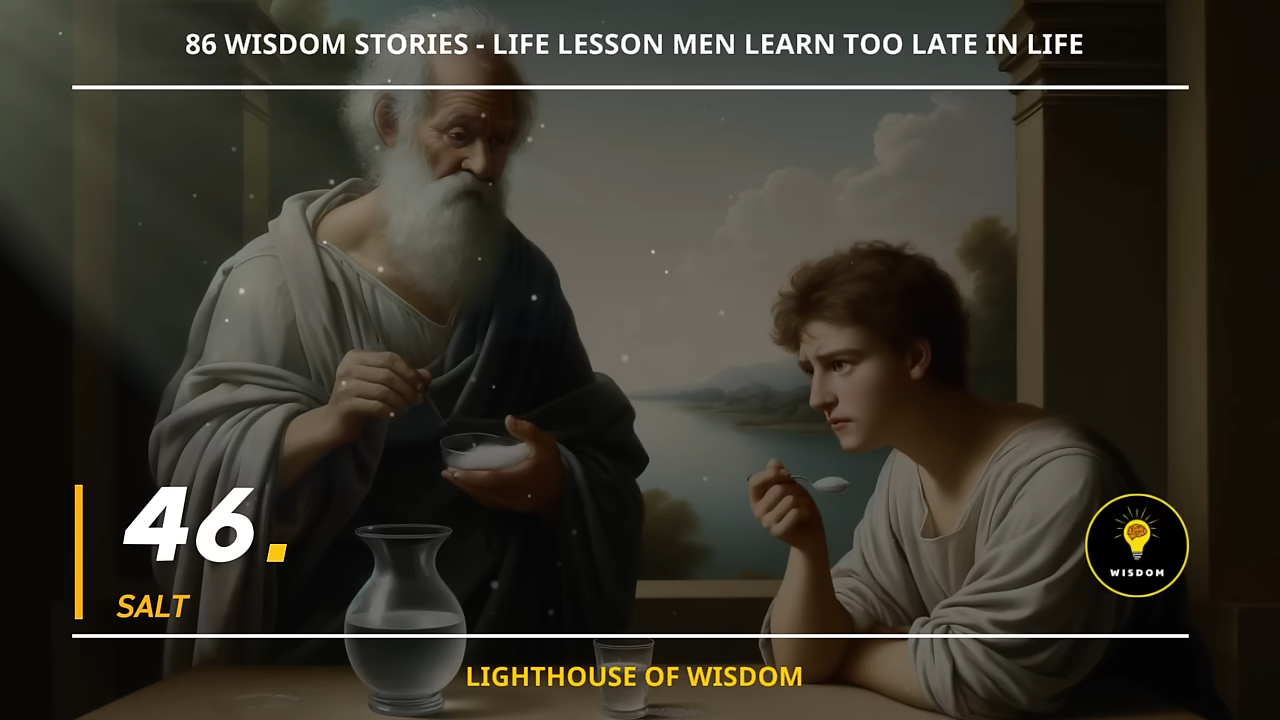 86 WISDOM STORIES - LIFE LESSON MEN LEARN TOO LATE IN LIFE
46.
SALT
WISDOM
LIGHTHOUSE OF WISDOM